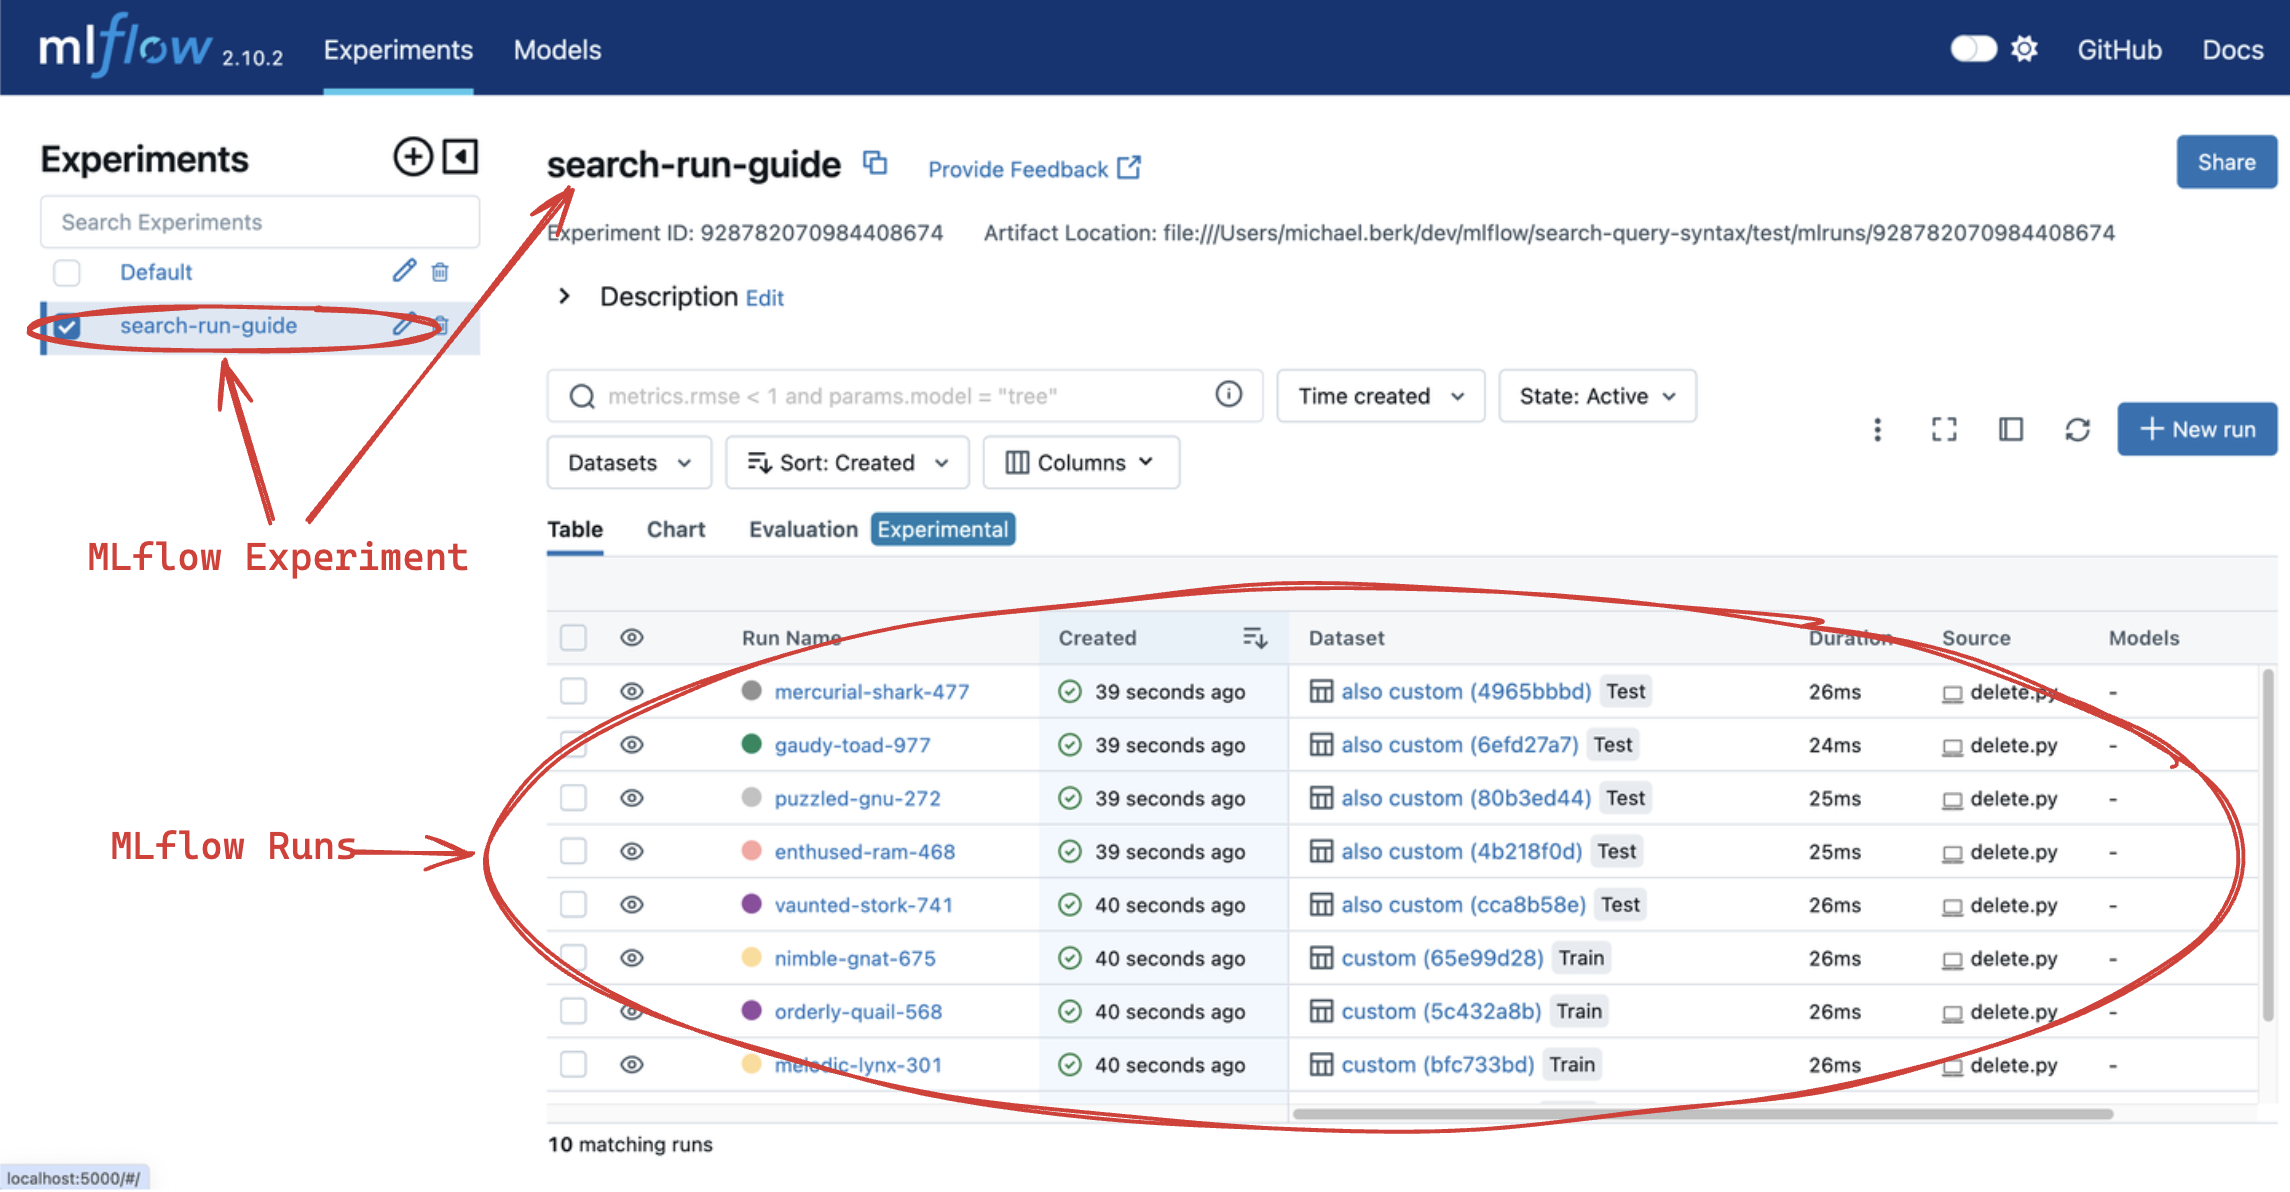 mlflow 2.10.2 Experiments Models GitHub Docs
Experiments
Search Experiments
Default
search-run-guide
MLflow Experiment
MLflow Runs
search-run-guide Provide Feedback Share
Experiment ID: 928782070984408674 Artifact Location: file:///Users/michael.berk/dev/mlflow/search-query-syntax/test/mlruns/928782070984408674
Description Edit
metrics.rmse < 1 and params.model = "tree" Time created State: Active
Datasets Sort: Created Columns
+ New run
Table Chart Evaluation Experimental
Run Name Created Dataset Duration Source Models
mercurial-shark-477 39 seconds ago also custom (4965bbbd) Test 26ms delete.py -
gaudy-toad-977 39 seconds ago also custom (6efd27a7) Test 24ms delete.py -
puzzled-gnu-272 39 seconds ago also custom (80b3ed44) Test 25ms delete.py -
enthused-ram-468 39 seconds ago also custom (4b218f0d) Test 25ms delete.py -
vaunted-stork-741 40 seconds ago also custom (cca8b58e) Test 26ms delete.py -
nimble-gnat-675 40 seconds ago custom (65e99d28) Train 26ms delete.py -
orderly-quail-568 40 seconds ago custom (5c432a8b) Train 26ms delete.py -
melodic-lynx-301 40 seconds ago custom (bfc733bd) Train 26ms delete.py -
10 matching runs
localhost:5000/#/